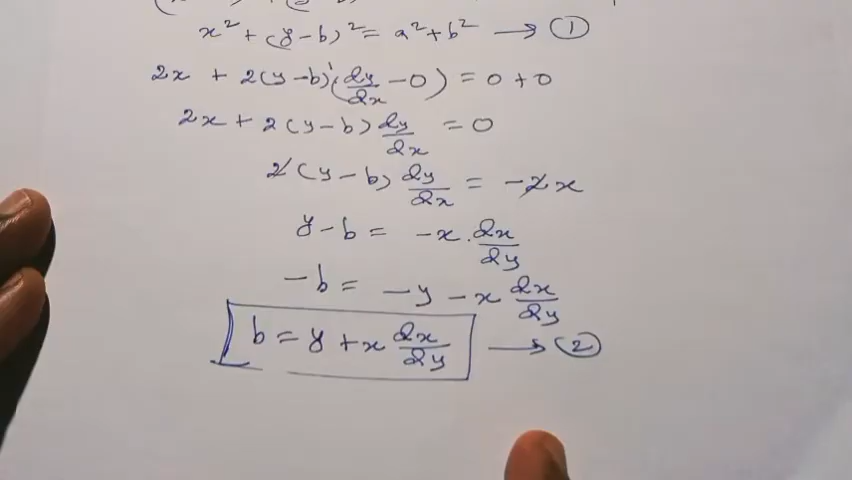 x² + (y-b)² = a² + b² → ①
2x + 2(y-b)¹(dy/dx - 0) = 0 + 0
2x + 2(y-b) dy/dx = 0
2(y-b) dy/dx = -2x
y-b = -x . dx/dy
-b = -y - x dx/dy
b = y + x dx/dy → ②